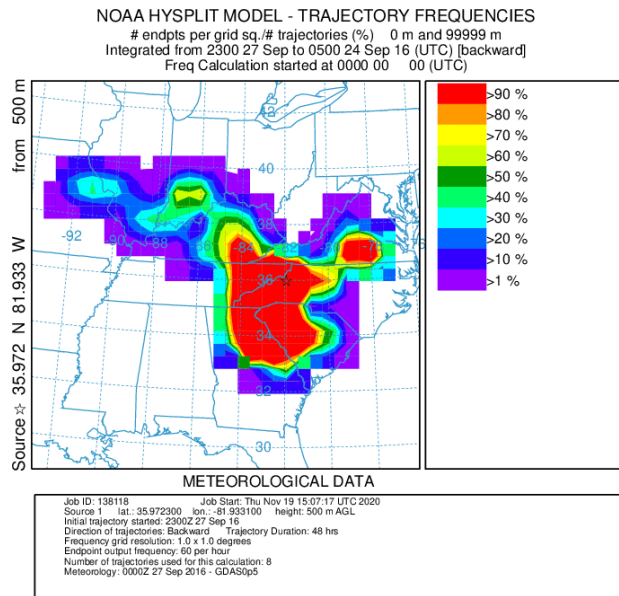 NOAA HYSPLIT MODEL - TRAJECTORY FREQUENCIES
# endpts per grid sq./# trajectories (%) 0 m and 99999 m
Integrated from 2300 27 Sep to 0500 24 Sep 16 (UTC) [backward]
Freq Calculation started at 0000 00 00 (UTC)
Source ☆ 35.972 N 81.933 W from 500 m
40
38
-92
-90
-88
-86
-84
-82
-78
-76
36
34
32
30
>90 %
>80 %
>70 %
>60 %
>50 %
>40 %
>30 %
>20 %
>10 %
>1 %
METEOROLOGICAL DATA
Job ID: 138118 Job Start: Thu Nov 19 15:07:17 UTC 2020
Source 1 lat.: 35.972300 lon.: -81.933100 height: 500 m AGL
Initial trajectory started: 2300Z 27 Sep 16
Direction of trajectories: Backward Trajectory Duration: 48 hrs
Frequency grid resolution: 1.0 x 1.0 degrees
Endpoint output frequency: 60 per hour
Number of trajectories used for this calculation: 8
Meteorology: 0000Z 27 Sep 2016 - GDAS0p5